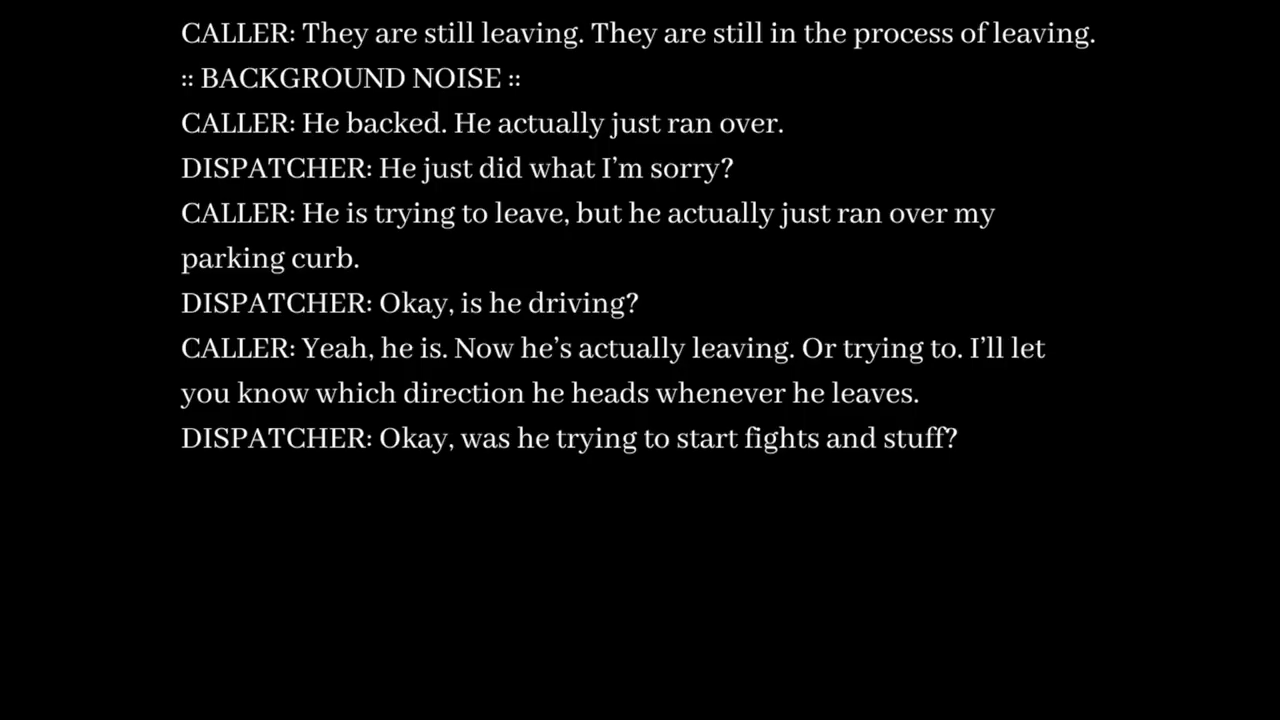 CALLER: They are still leaving. They are still in the process of leaving.
:: BACKGROUND NOISE ::
CALLER: He backed. He actually just ran over.
DISPATCHER: He just did what I’m sorry?
CALLER: He is trying to leave, but he actually just ran over my
parking curb.
DISPATCHER: Okay, is he driving?
CALLER: Yeah, he is. Now he’s actually leaving. Or trying to. I’ll let
you know which direction he heads whenever he leaves.
DISPATCHER: Okay, was he trying to start fights and stuff?